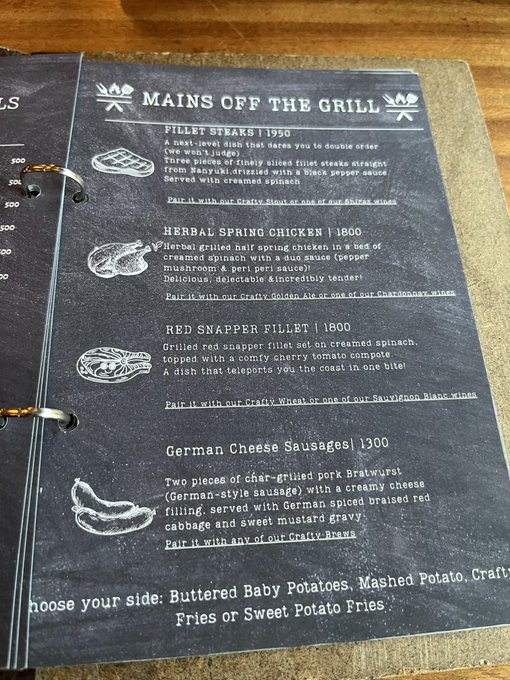 LS
500
500
500
500
500
00
MAINS OFF THE GRILL
FILLET STEAKS | 1950
A next-level dish that dares you to double order
(we won't judge)
Three pieces of finely sliced fillet steaks straight
from Nanyuki,drizzled with a black pepper sauce
Served with creamed spinach
Pair it with our Crafty Stout or one of our Shiraz wines
HERBAL SPRING CHICKEN | 1800
Herbal grilled half spring chicken in a bed of
creamed spinach with a duo sauce (pepper
mushroom & peri peri sauce)!
Delicious, delectable &incredibly tender!
Pair it with our Crafty Golden Ale or one of our Chardonnay wines
RED SNAPPER FILLET | 1800
Grilled red snapper fillet set on creamed spinach,
topped with a comfy cherry tomato compote
A dish that teleports you the coast in one bite!
Pair it with our Crafty Wheat or one of our Sauvignon Blanc wines
German Cheese Sausages| 1300
Two pieces of char-grilled pork Bratwurst
(German-style sausage) with a creamy cheese
filling, served with German spiced braised red
cabbage and sweet mustard gravy
Pair it with any of our Crafty Brews
hoose your side: Buttered Baby Potatoes, Mashed Potato, Crafty
Fries or Sweet Potato Fries